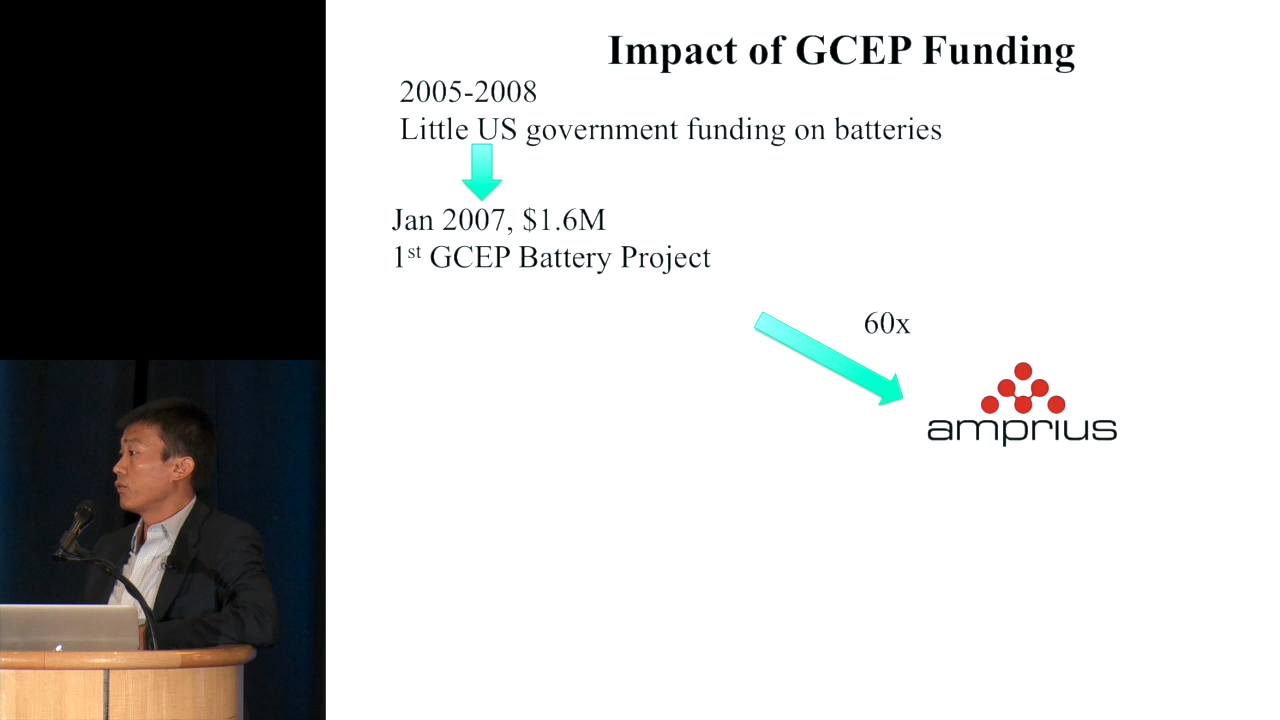 Impact of GCEP Funding
2005-2008
Little US government funding on batteries
Jan 2007, $1.6M
1st GCEP Battery Project
60x
amprius